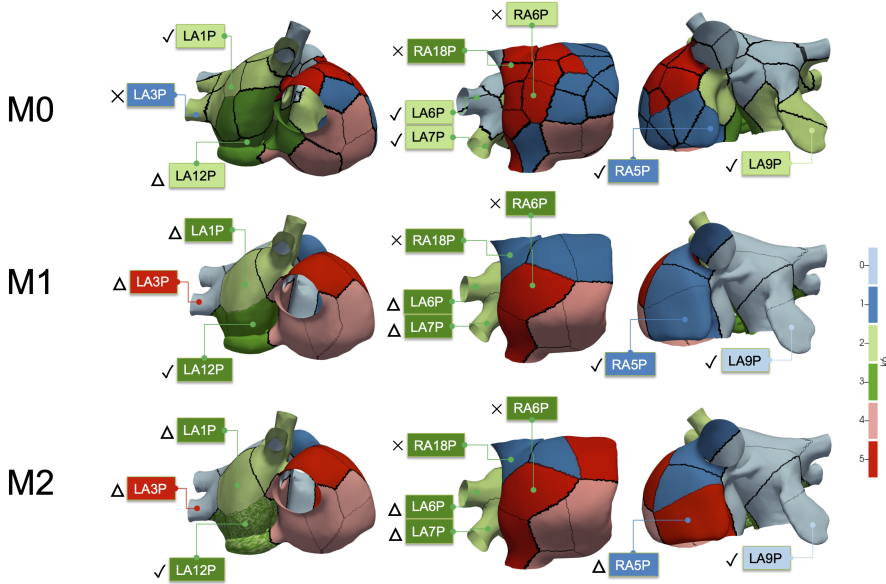 M0
✓ LA1P
× LA3P
△ LA12P
× RA6P
× RA18P
✓ LA6P
✓ LA7P
✓ RA5P
✓ LA9P
M1
△ LA1P
△ LA3P
✓ LA12P
× RA6P
× RA18P
△ LA6P
△ LA7P
✓ RA5P
✓ LA9P
M2
△ LA1P
△ LA3P
✓ LA12P
× RA6P
× RA18P
△ LA6P
△ LA7P
△ RA5P
✓ LA9P
0
1
2
3
4
5